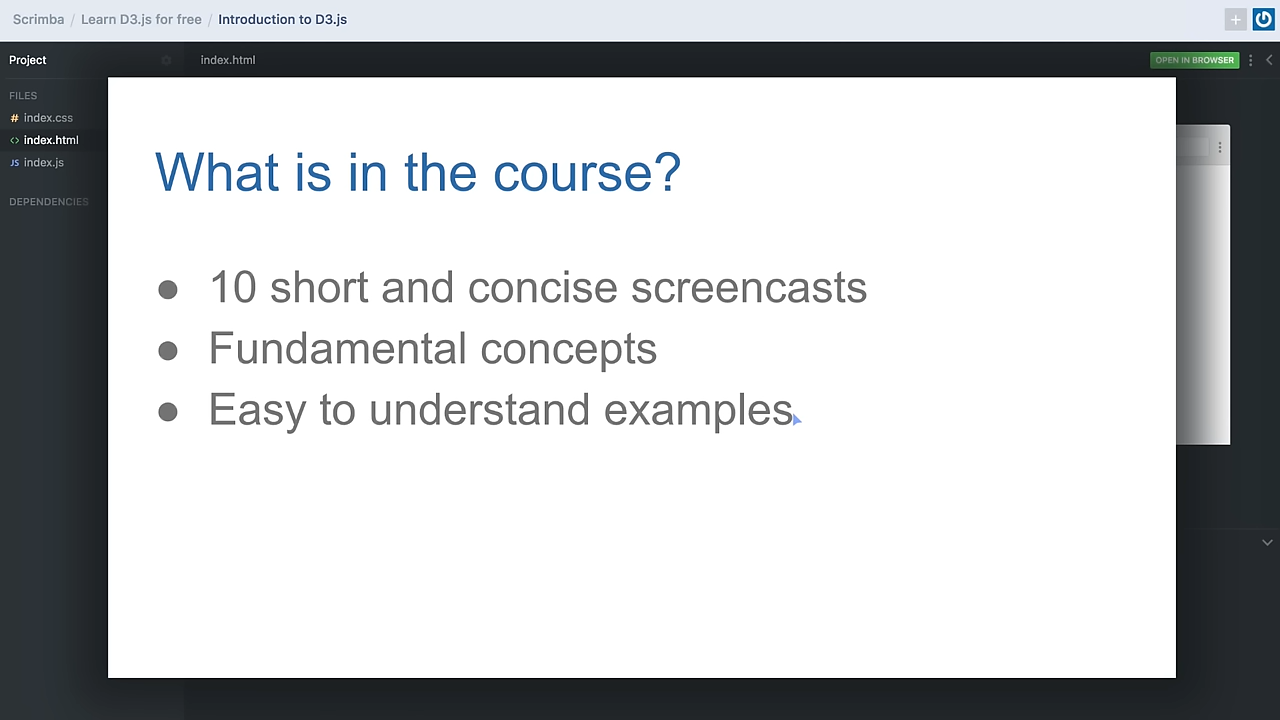 Scrimba / Learn D3.js for free / Introduction to D3.js
Project
index.html
OPEN IN BROWSER
FILES
# index.css
<> index.html
JS index.js
DEPENDENCIES
What is in the course?
● 10 short and concise screencasts
● Fundamental concepts
● Easy to understand examples